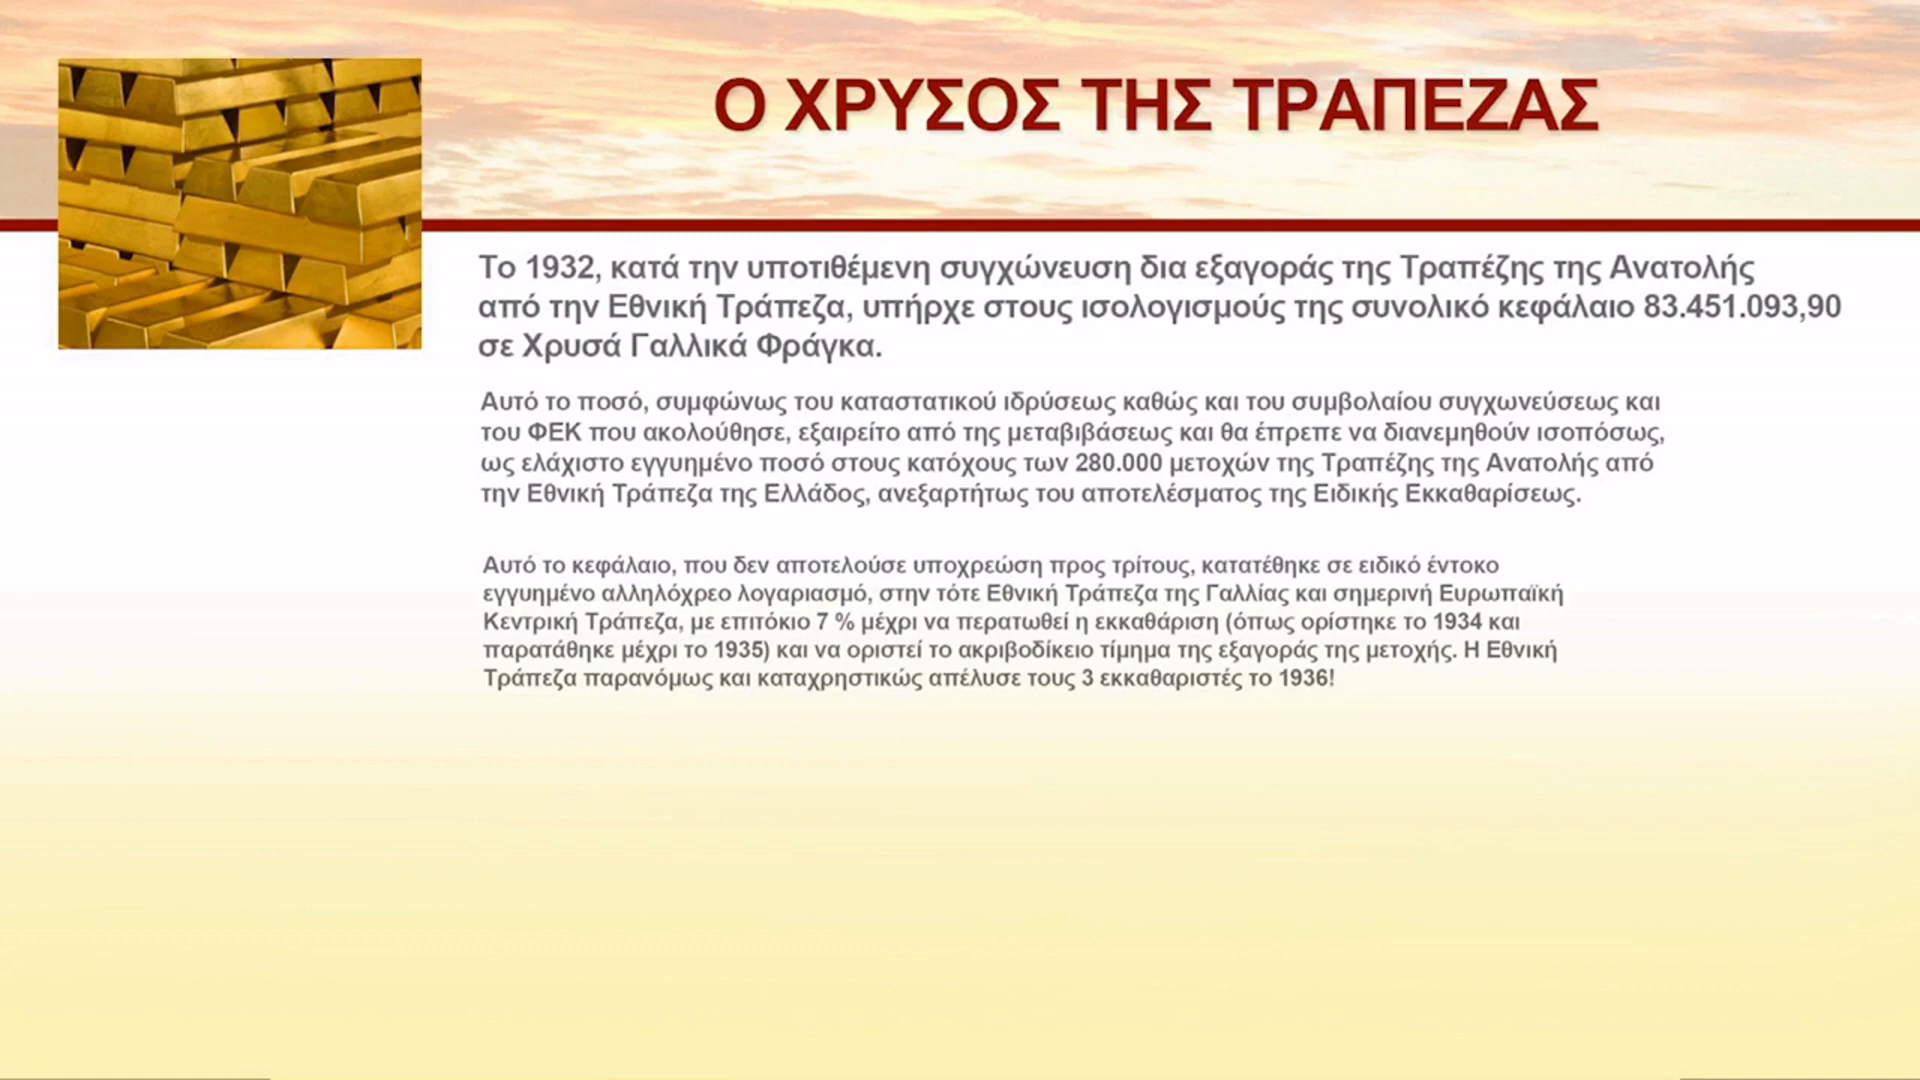 Ο ΧΡΥΣΟΣ ΤΗΣ ΤΡΑΠΕΖΑΣ
Το 1932, κατά την υποτιθέμενη συγχώνευση δια εξαγοράς της Τραπέζης της Ανατολής
από την Εθνική Τράπεζα, υπήρχε στους ισολογισμούς της συνολικό κεφάλαιο 83.451.093,90
σε Χρυσά Γαλλικά Φράγκα.
Αυτό το ποσό, συμφώνως του καταστατικού ιδρύσεως καθώς και του συμβολαίου συγχωνεύσεως και
του ΦΕΚ που ακολούθησε, εξαιρείτο από της μεταβιβάσεως και θα έπρεπε να διανεμηθούν ισοπόσως,
ως ελάχιστο εγγυημένο ποσό στους κατόχους των 280.000 μετοχών της Τραπέζης της Ανατολής από
την Εθνική Τράπεζα της Ελλάδος, ανεξαρτήτως του αποτελέσματος της Ειδικής Εκκαθαρίσεως.
Αυτό το κεφάλαιο, που δεν αποτελούσε υποχρεώση προς τρίτους, κατατέθηκε σε ειδικό έντοκο
εγγυημένο αλληλόχρεο λογαριασμό, στην τότε Εθνική Τράπεζα της Γαλλίας και σημερινή Ευρωπαϊκή
Κεντρική Τράπεζα, με επιτόκιο 7 % μέχρι να περατωθεί η εκκαθάριση (όπως ορίστηκε το 1934 και
παρατάθηκε μέχρι το 1935) και να οριστεί το ακριβοδίκειο τίμημα της εξαγοράς της μετοχής. Η Εθνική
Τράπεζα παρανόμως και καταχρηστικώς απέλυσε τους 3 εκκαθαριστές το 1936!